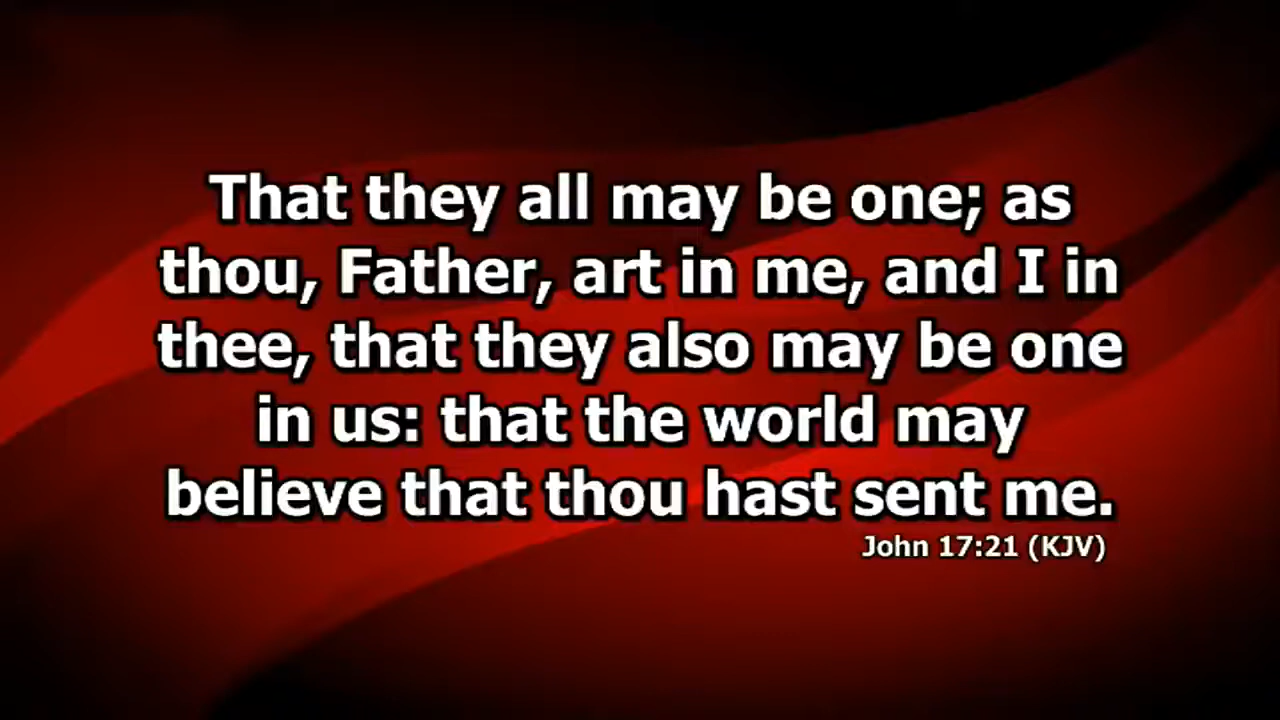 That they all may be one; as
thou, Father, art in me, and I in
thee, that they also may be one
in us: that the world may
believe that thou hast sent me.
John 17:21 (KJV)